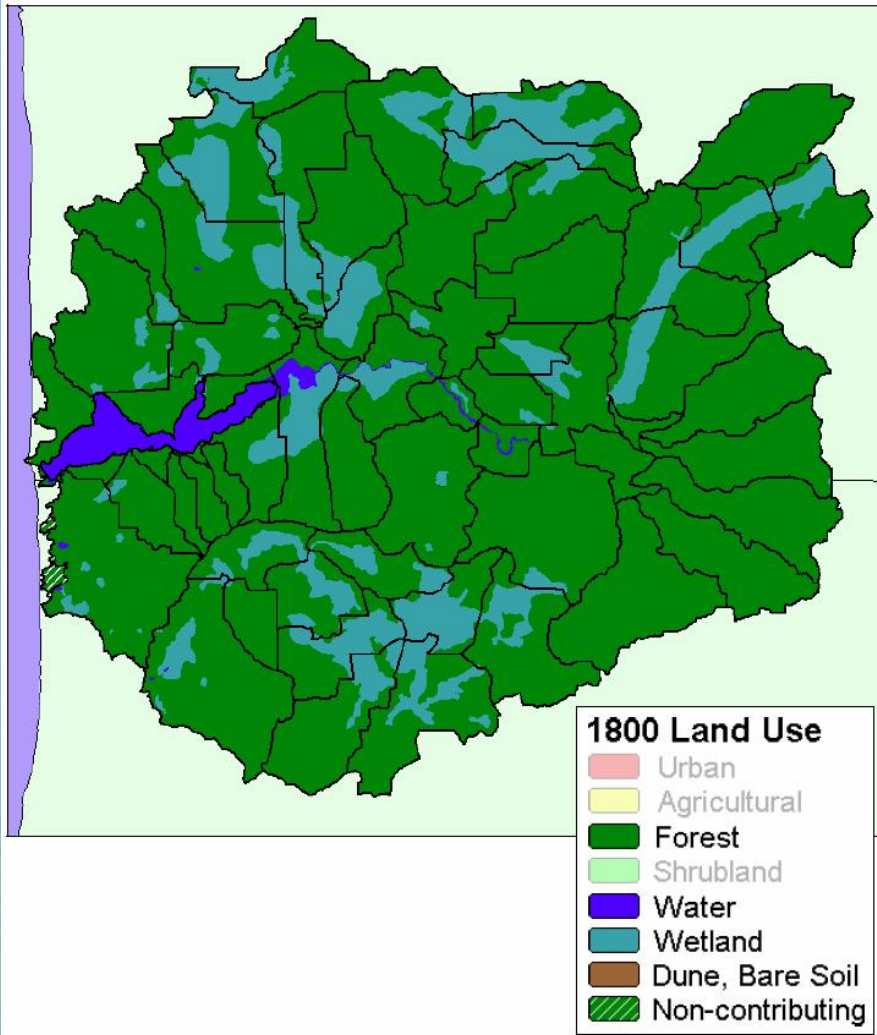 1800 Land Use
Urban
Agricultural
Forest
Shrubland
Water
Wetland
Dune, Bare Soil
Non-contributing